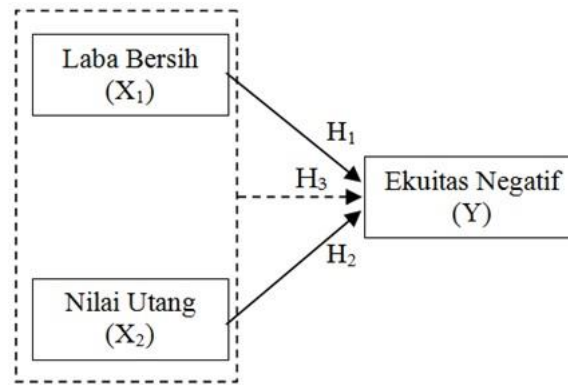 Laba Bersih
(X₁)
H₁
H₃
Ekuitas Negatif
(Y)
H₂
Nilai Utang
(X₂)